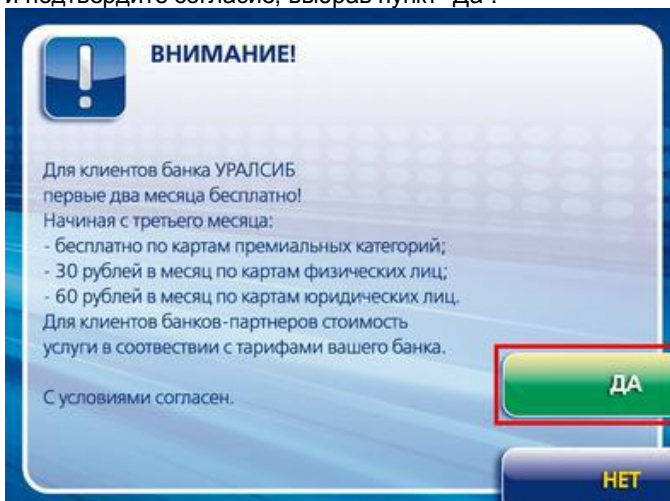 и подтвердите согласие, выбрав пункт "Да".
ВНИМАНИЕ!
Для клиентов банка УРАЛСИБ
первые два месяца бесплатно!
Начиная с третьего месяца:
- бесплатно по картам премиальных категорий;
- 30 рублей в месяц по картам физических лиц;
- 60 рублей в месяц по картам юридических лиц.
Для клиентов банков-партнеров стоимость
услуги в соотвествии с тарифами вашего банка.
С условиями согласен.
ДА
НЕТ